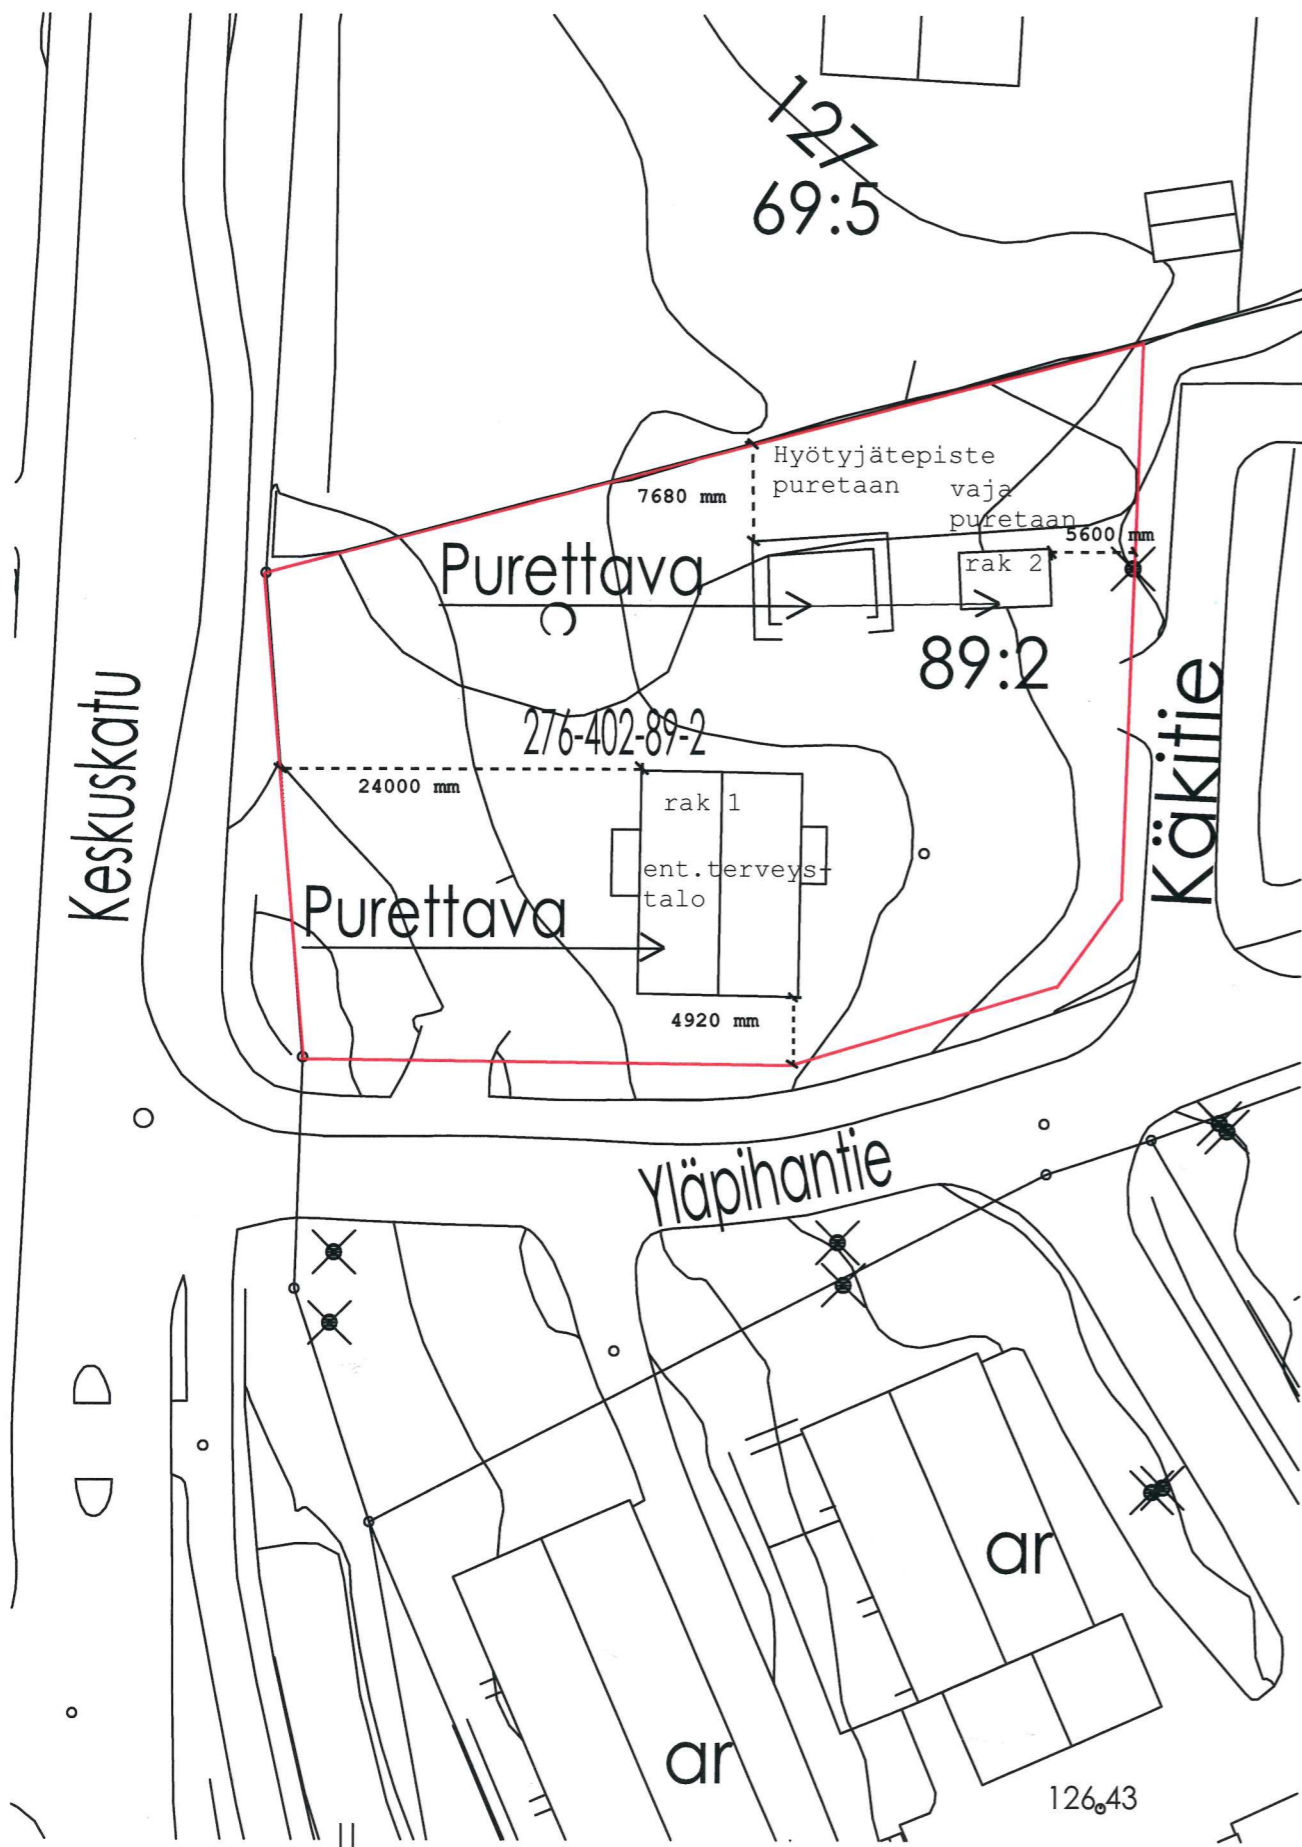 127
69:5
Hyötyjätepiste
puretaan
vaja
puretaan
7680 mm
5600 mm
Purettava
rak 2
89:2
Keskuskatu
Käkitie
276-402-89-2
24000 mm
rak 1
ent.terveys-
talo
Purettava
4920 mm
Yläpihantie
ar
ar
126.43